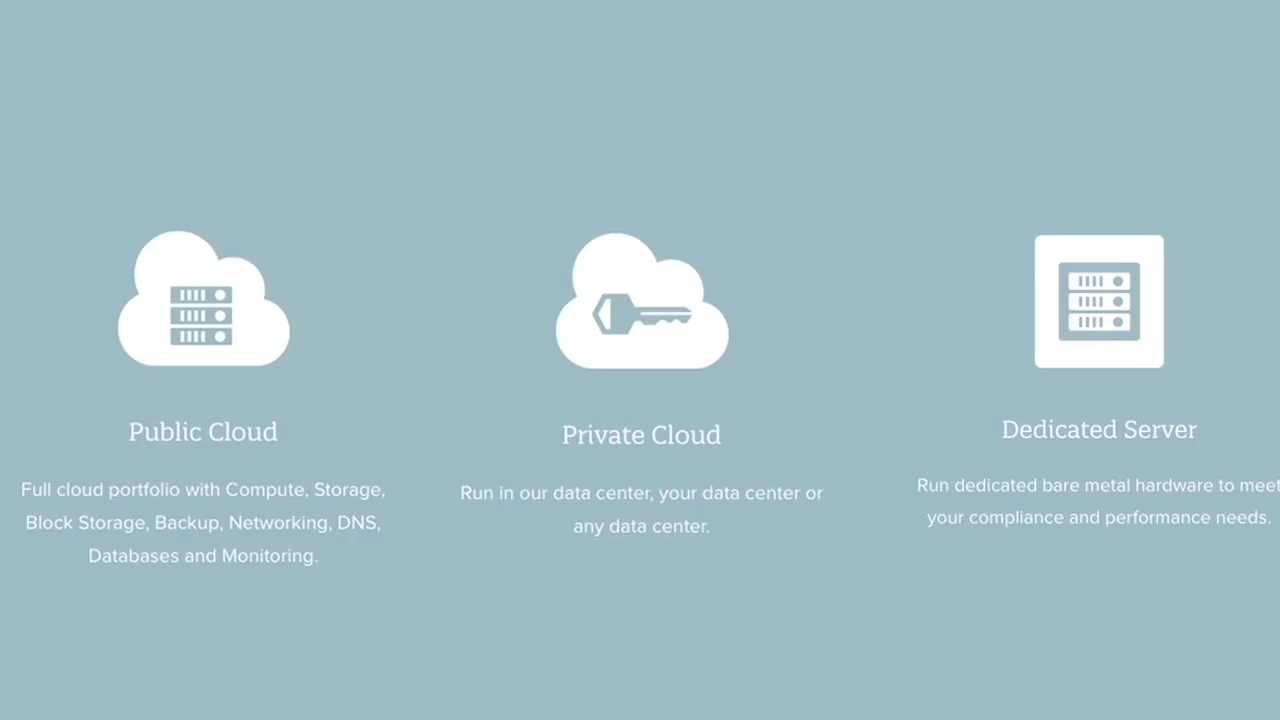 Public Cloud
Full cloud portfolio with Compute, Storage,
Block Storage, Backup, Networking, DNS,
Databases and Monitoring.
Private Cloud
Run in our data center, your data center or
any data center.
Dedicated Server
Run dedicated bare metal hardware to meet
your compliance and performance needs.